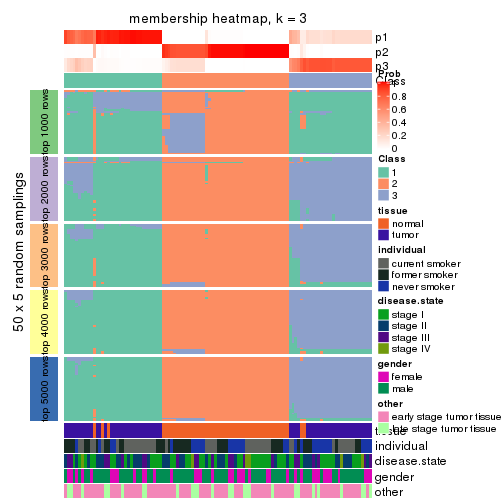 membership heatmap, k = 3
p1
p2
p3
Class
Prob
1
0.8
0.6
0.4
0.2
0
Class
1
2
3
tissue
normal
tumor
individual
current smoker
former smoker
never smoker
disease.state
stage I
stage II
stage III
stage IV
gender
female
male
other
early stage tumor tissue
late stage tumor tissue
50 x 5 random samplings
top 1000 rows
top 2000 rows
top 3000 rows
top 4000 rows
top 5000 rows
tissue
individual
disease.state
gender
other